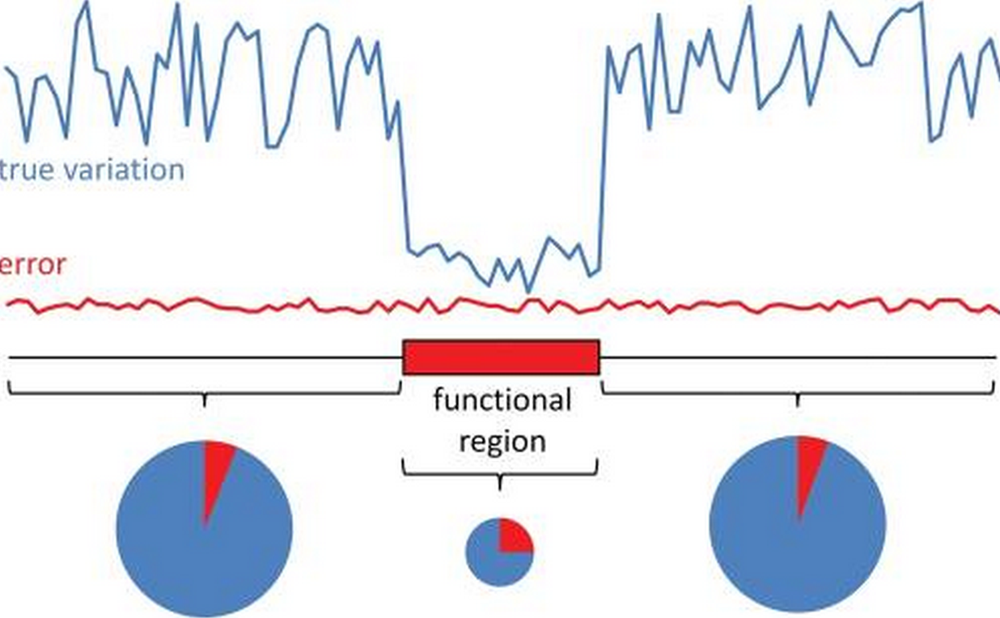 true variation
error
functional
region